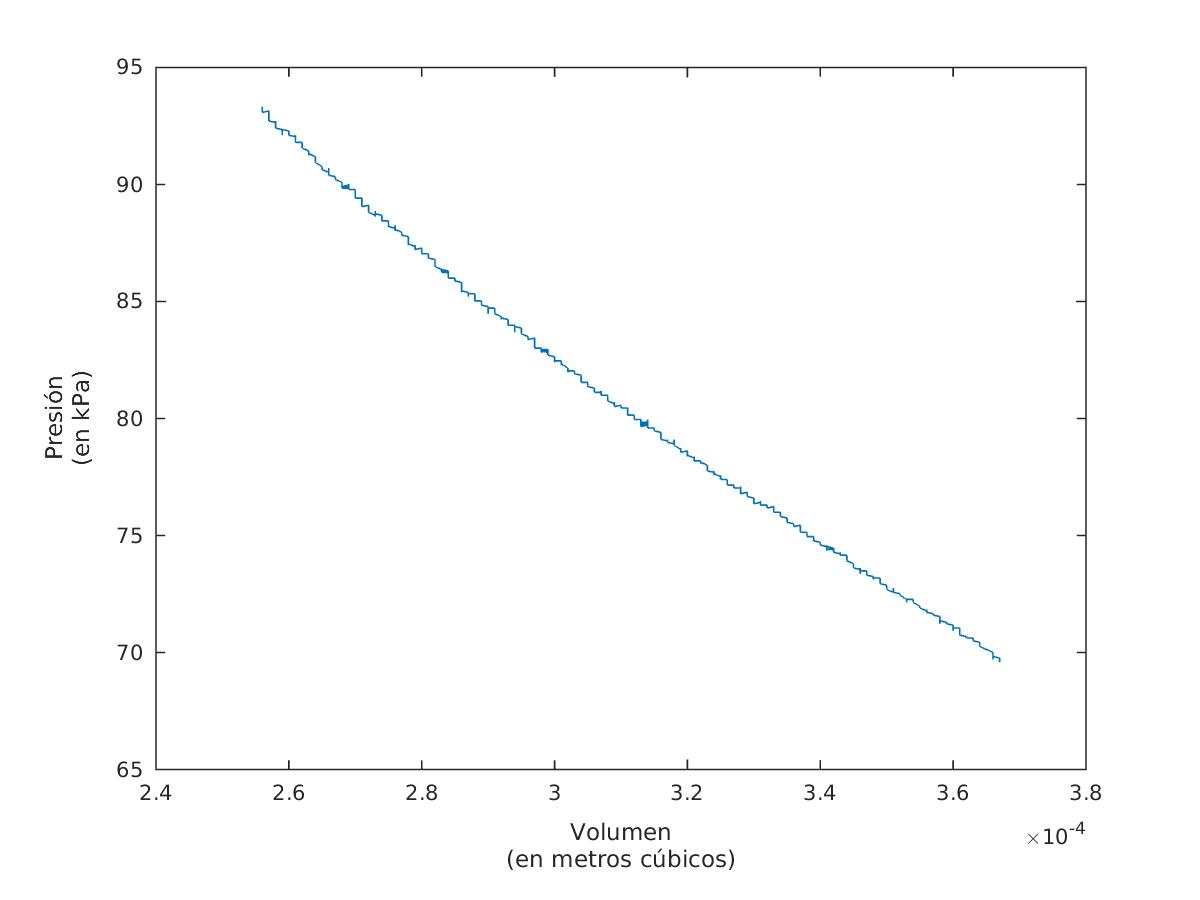 95
90
85
80
75
70
65
Presión
(en kPa)
2.4 2.6 2.8 3 3.2 3.4 3.6 3.8
×10-4
Volumen
(en metros cúbicos)